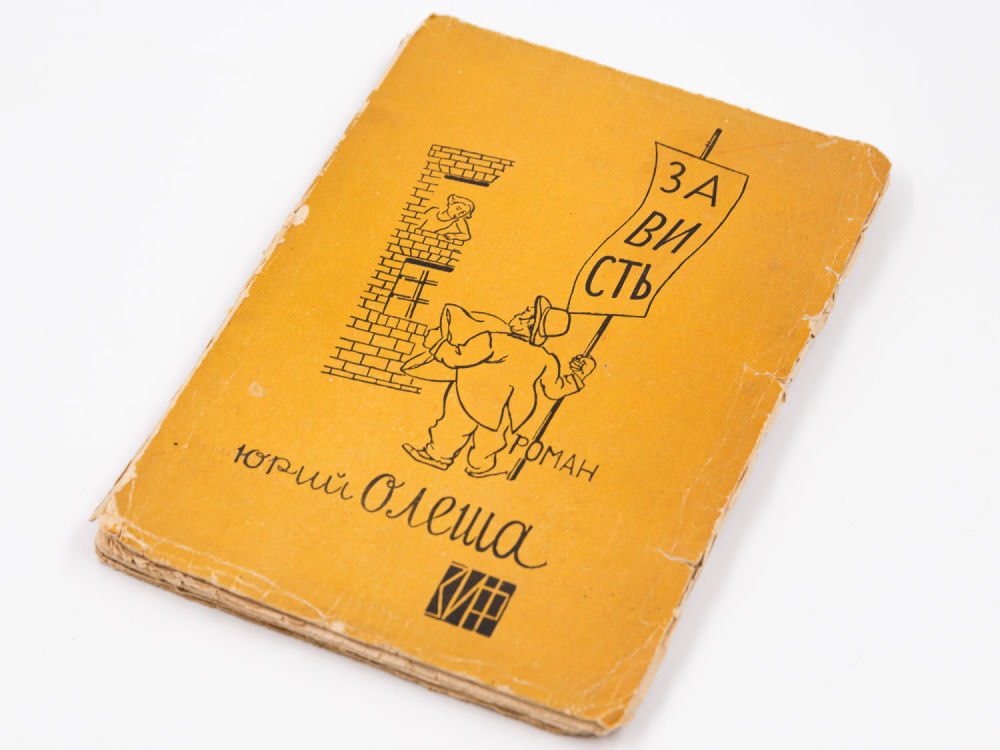 ЗА
ВИ
СТЬ
РОМАН
Юрий Олеша
ЗИФ